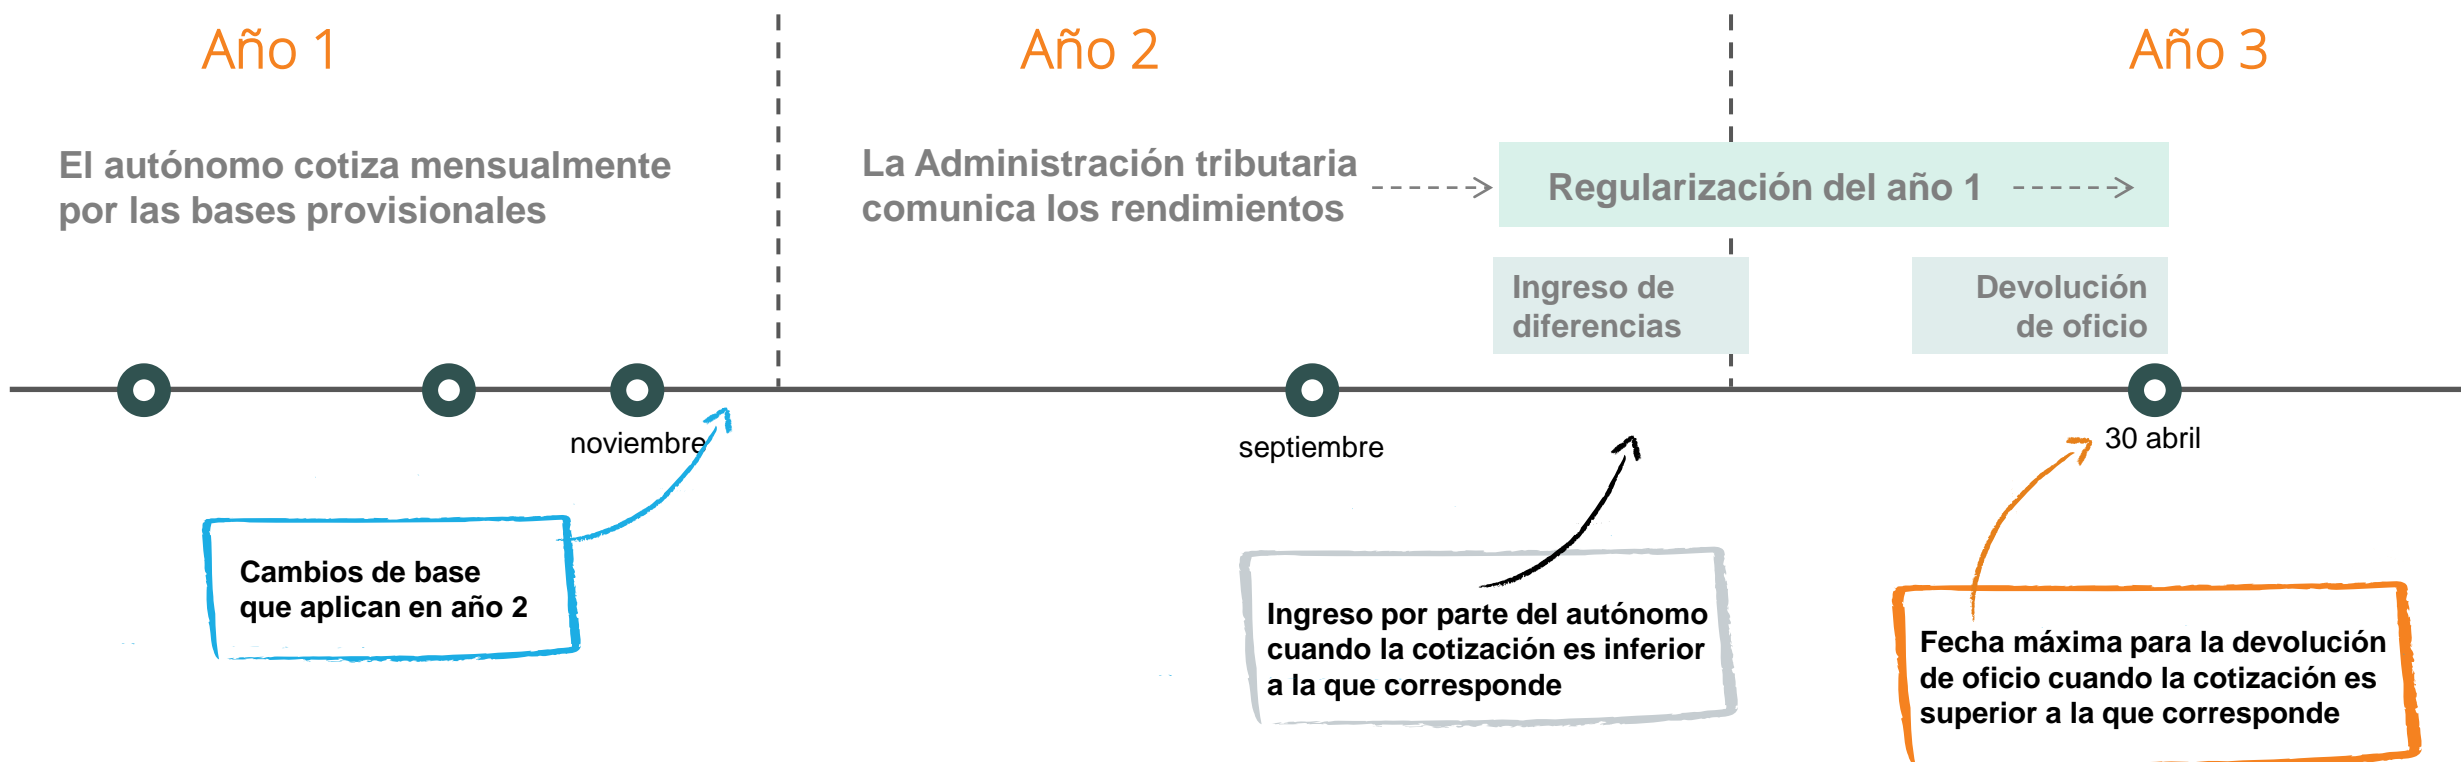 Año 1
Año 2
Año 3
El autónomo cotiza mensualmente
por las bases provisionales
La Administración tributaria
comunica los rendimientos
Regularización del año 1
Ingreso de
diferencias
Devolución
de oficio
noviembre
septiembre
30 abril
Cambios de base
que aplican en año 2
Ingreso por parte del autónomo
cuando la cotización es inferior
a la que corresponde
Fecha máxima para la devolución
de oficio cuando la cotización es
superior a la que corresponde